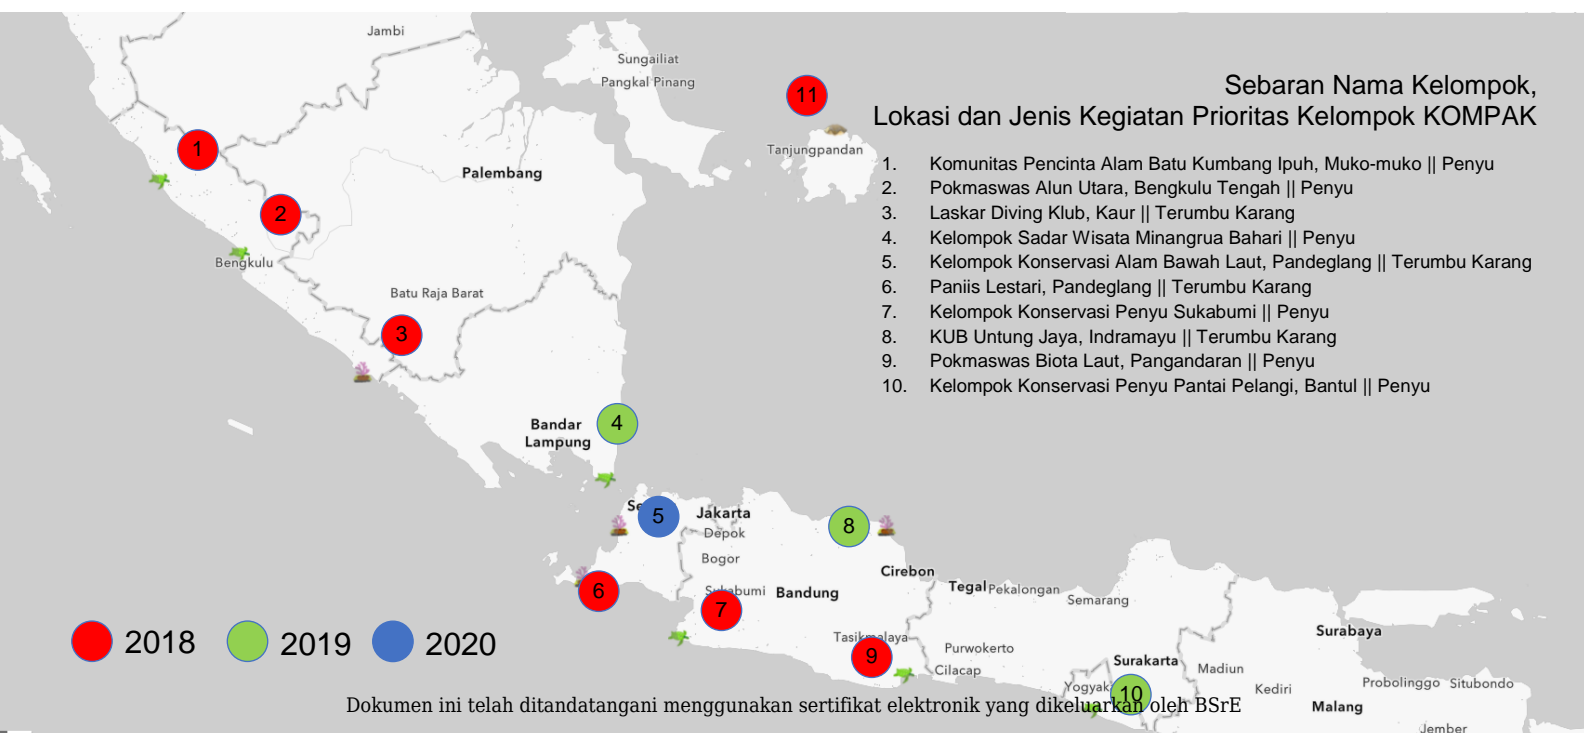 Jambi
Sungailiat
Pangkal Pinang
11
Sebaran Nama Kelompok,
Lokasi dan Jenis Kegiatan Prioritas Kelompok KOMPAK
Tanjungpandan
1
Palembang
2
Bengkulu
Batu Raja Barat
3
1. Komunitas Pencinta Alam Batu Kumbang Ipuh, Muko-muko || Penyu
2. Pokmaswas Alun Utara, Bengkulu Tengah || Penyu
3. Laskar Diving Klub, Kaur || Terumbu Karang
4. Kelompok Sadar Wisata Minangrua Bahari || Penyu
5. Kelompok Konservasi Alam Bawah Laut, Pandeglang || Terumbu Karang
6. Paniis Lestari, Pandeglang || Terumbu Karang
7. Kelompok Konservasi Penyu Sukabumi || Penyu
8. KUB Untung Jaya, Indramayu || Terumbu Karang
9. Pokmaswas Biota Laut, Pangandaran || Penyu
10. Kelompok Konservasi Penyu Pantai Pelangi, Bantul || Penyu
Bandar
Lampung
4
5
Jakarta
Depok
8
Bogor
Cirebon
6
Sukabumi
Bandung
7
Tegal
Pekalongan
Semarang
2018
2019
2020
Tasikmalaya
9
Purwokerto
Cilacap
Surakarta
Surabaya
Madiun
10
Kediri
Probolinggo
Situbondo
Malang
Dokumen ini telah ditandatangani menggunakan sertifikat elektronik yang dikeluarkan oleh BSrE
Jember